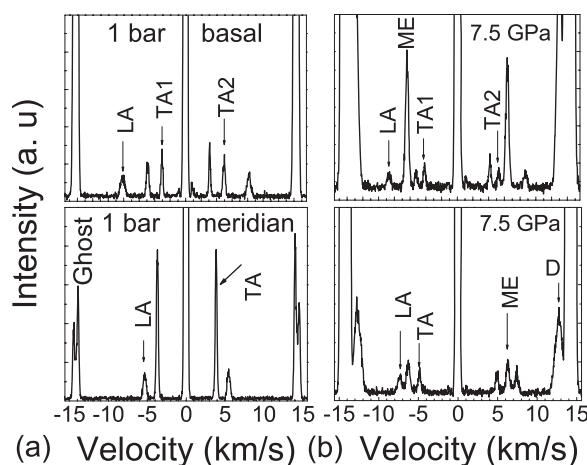 1 bar basal
LA
TA1
TA2
ME
7.5 GPa
LA
TA1
TA2
Intensity (a. u)
1 bar meridian
Ghost
LA
TA
7.5 GPa
LA
TA
ME
D
-15 -10 -5 0 5 10 15
-15 -10 -5 0 5 10 15
(a) Velocity (km/s)
(b) Velocity (km/s)